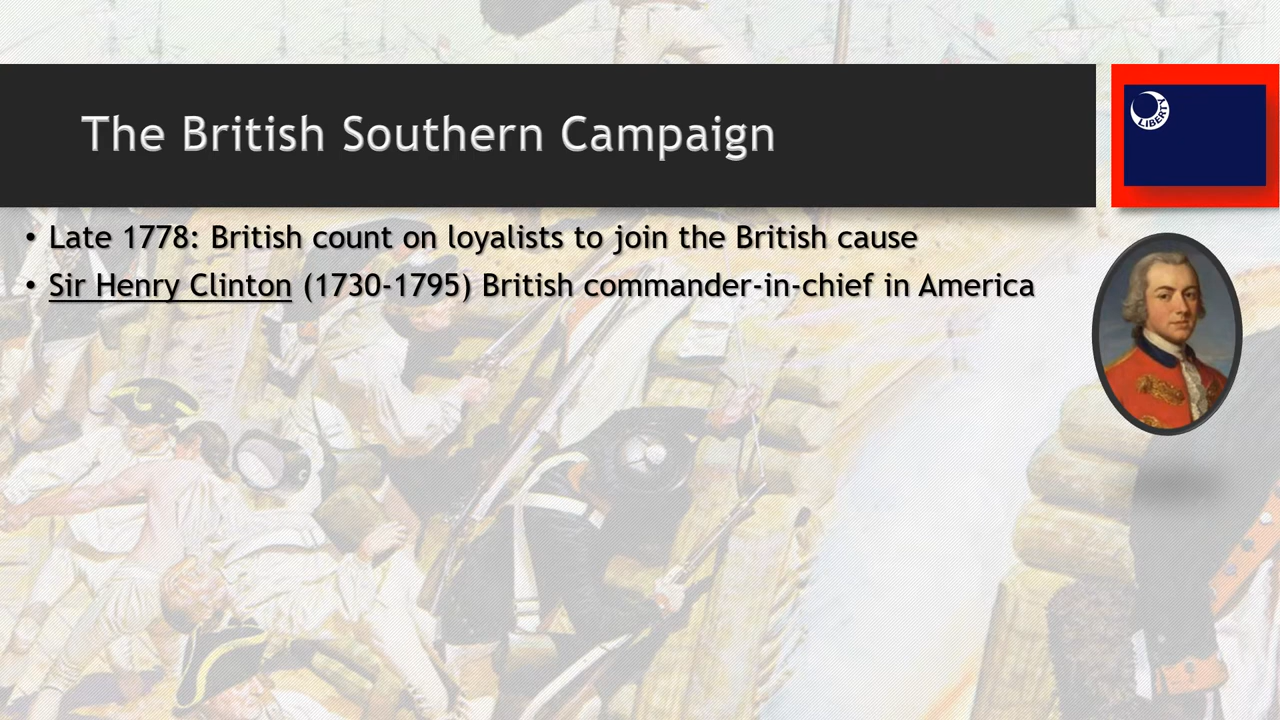 The British Southern Campaign
LIBERTY
• Late 1778: British count on loyalists to join the British cause
• Sir Henry Clinton (1730-1795) British commander-in-chief in America